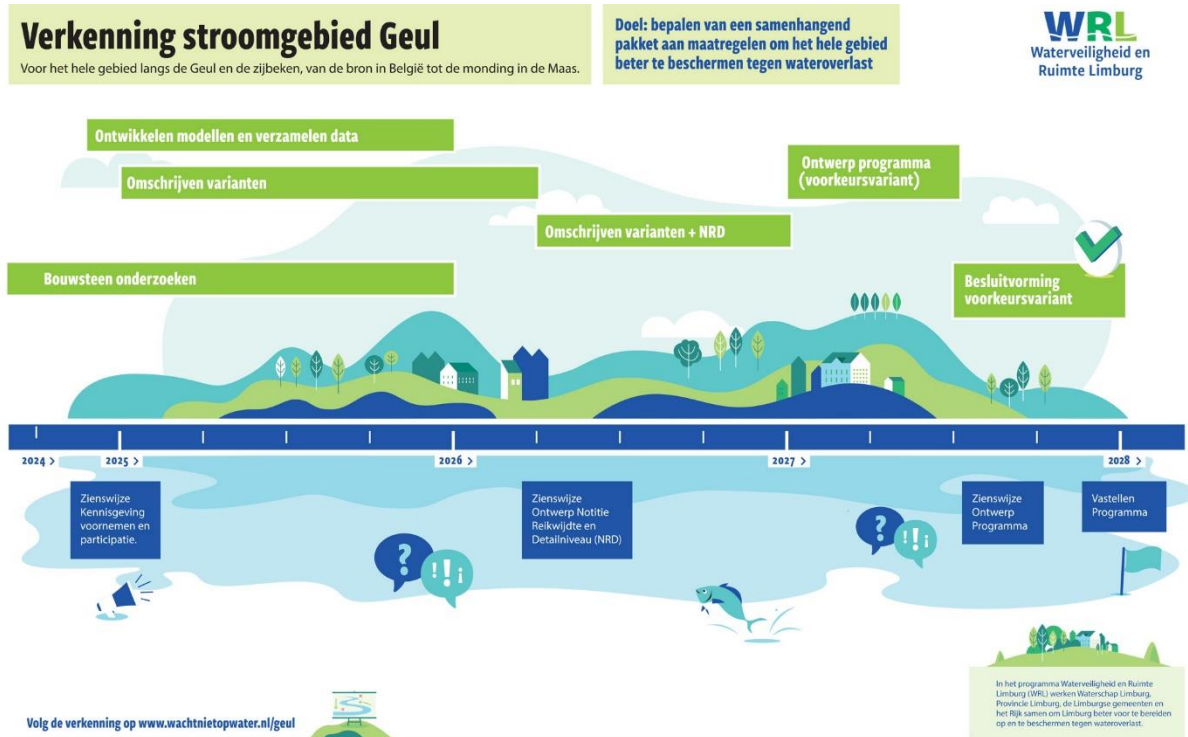 Verkenning stroomgebied Geul
Voor het hele gebied langs de Geul en de zijbeken, van de bron in België tot de monding in de Maas.
Doel: bepalen van een samenhangend
pakket aan maatregelen om het hele gebied
beter te beschermen tegen wateroverlast
WRL
Waterveiligheid en
Ruimte Limburg
Ontwikkelen modellen en verzamelen data
Omschrijven varianten
Ontwerp programma
(voorkeursvariant)
Omschrijven varianten + NRD
Bouwsteen onderzoeken
Besluitvorming
voorkeursvariant
2024 >
2025 >
2026 >
2027 >
2028 >
Zienswijze
Kennisgeving
voornemen en
participatie.
Zienswijze
Ontwerp Notitie
Reikwijdte en
Detailniveau (NRD)
Zienswijze
Ontwerp
Programma
Vastellen
Programma
?
!!¡
?
!!¡
Volg de verkenning op www.wachtnietopwater.nl/geul
In het programma Waterveiligheid en Ruimte
Limburg (WRL) werken Waterschap Limburg,
Provincie Limburg, de Limburgse gemeenten en
het Rijk samen om Limburg beter voor te bereiden
op en te beschermen tegen wateroverlast.